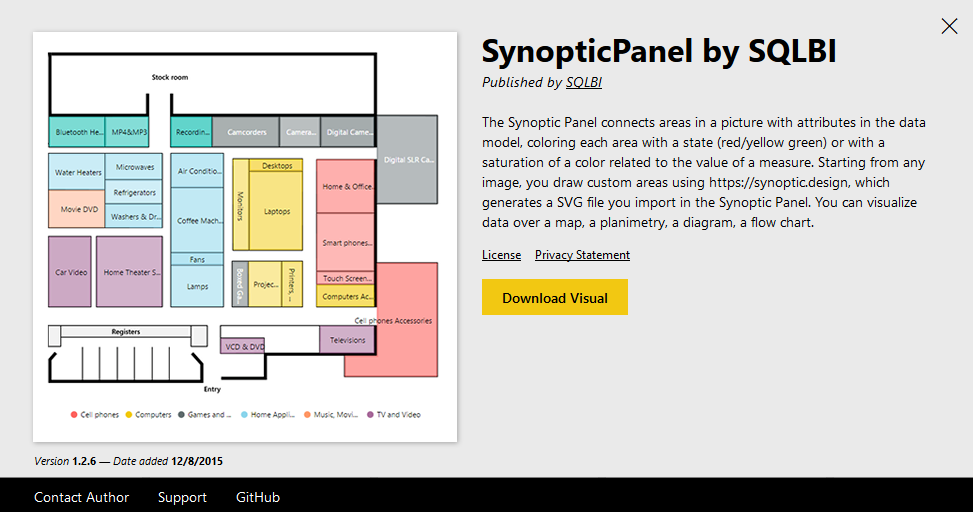 SynopticPanel by SQLBI
Published by SQLBI
The Synoptic Panel connects areas in a picture with attributes in the data
model, coloring each area with a state (red/yellow green) or with a
saturation of a color related to the value of a measure. Starting from any
image, you draw custom areas using https://synoptic.design, which
generates a SVG file you import in the Synoptic Panel. You can visualize
data over a map, a planimetry, a diagram, a flow chart.
License Privacy Statement
Download Visual
Stock room
Bluetooth He... MP4&MP3 Recordin... Camcorders Camera... Digital Came...
Digital SLR Ca...
Water Heaters Microwaves Air Conditio... Desktops
Refrigerators Home & Office...
Movie DVD Washers & Dr... Monitors Laptops
Coffee Mach...
Smart phones...
Car Video Home Theater S... Fans
Lamps Boxed Ga... Projec... Printers, ... Touch Screen...
Computers Ac...
Cell phones Accessories
Registers
VCD & DVD Televisions
Entry
Cell phones Computers Games and ... Home Appli... Music, Movi... TV and Video
Version 1.2.6 — Date added 12/8/2015
Contact Author Support GitHub